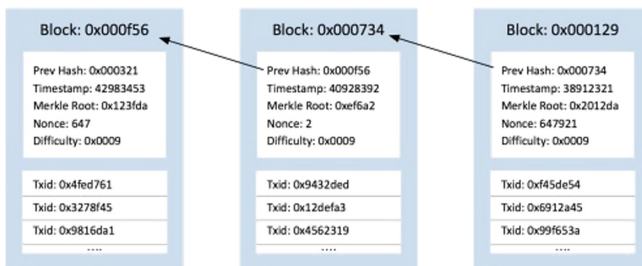 Block: 0x000f56
Prev Hash: 0x000321
Timestamp: 42983453
Merkle Root: 0x123fda
Nonce: 647
Difficulty: 0x0009
Txid: 0x4fed761
Txid: 0x3278f45
Txid: 0x9816da1
....
Block: 0x000734
Prev Hash: 0x000f56
Timestamp: 40928392
Merkle Root: 0xef6a2
Nonce: 2
Difficulty: 0x0009
Txid: 0x9432ded
Txid: 0x12defa3
Txid: 0x4562319
....
Block: 0x000129
Prev Hash: 0x000734
Timestamp: 38912321
Merkle Root: 0x2012da
Nonce: 647921
Difficulty: 0x0009
Txid: 0xf45de54
Txid: 0x6912a45
Txid: 0x99f653a
....